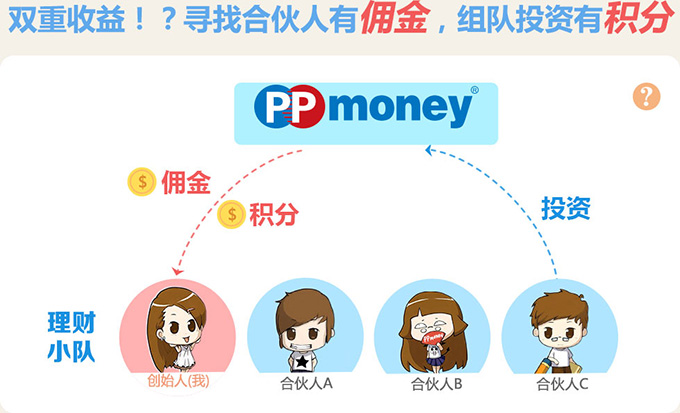 双重收益！？寻找合伙人有佣金，组队投资有积分
PPmoney®
?
$ 佣金
$ 积分
投资
理财
小队
创始人(我)
合伙人A
合伙人B
合伙人C